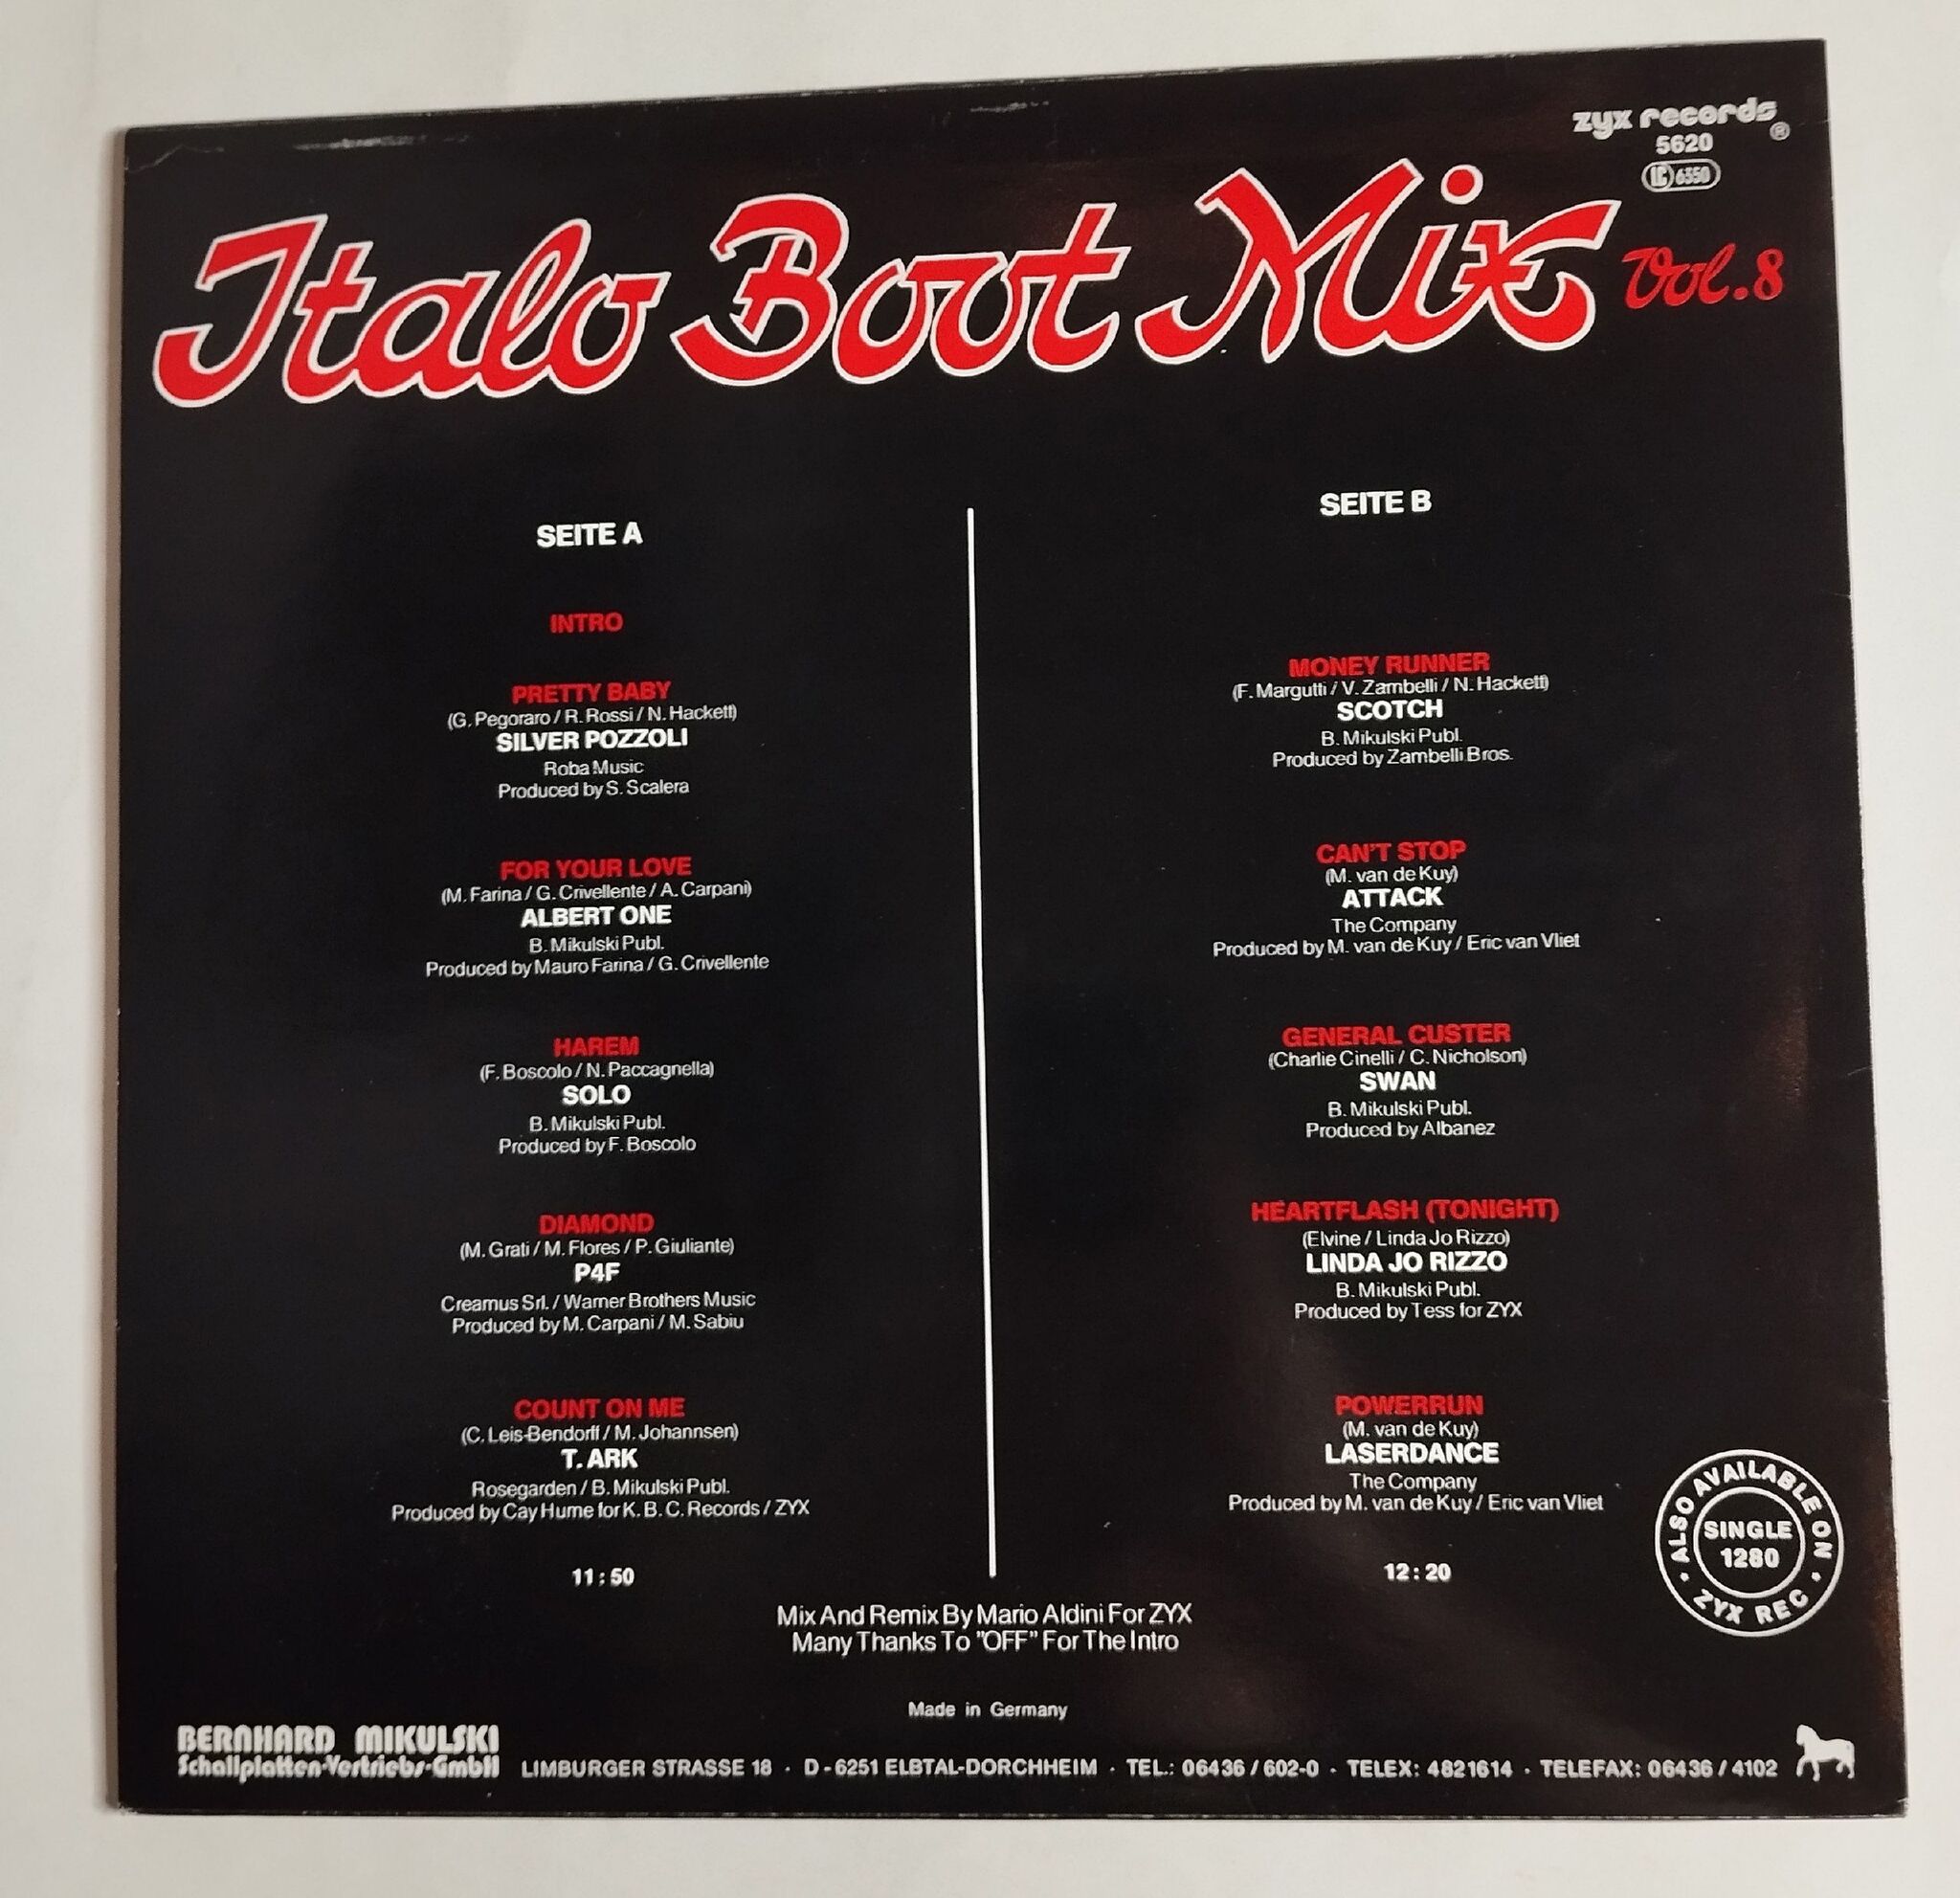 zyx records ®
5620
LC 6350
Italo Boot Mix Vol.8
SEITE A
INTRO
PRETTY BABY
(G. Pegoraro / R. Rossi / N. Hackett)
SILVER POZZOLI
Roba Music
Produced by S. Scalera
FOR YOUR LOVE
(M. Farina / G. Crivellente / A. Carpani)
ALBERT ONE
B. Mikulski Publ.
Produced by Mauro Farina / G. Crivellente
HAREM
(F. Boscolo / N. Paccagnella)
SOLO
B. Mikulski Publ.
Produced by F. Boscolo
DIAMOND
(M. Grati / M. Flores / P. Giuliante)
P4F
Creamus Srl. / Warner Brothers Music
Produced by M. Carpani / M. Sabiu
COUNT ON ME
(C. Leis-Bendorff / M. Johannsen)
T. ARK
Rosegarden / B. Mikulski Publ.
Produced by Cay Hume for K. B. C. Records / ZYX
11 : 50
SEITE B
MONEY RUNNER
(F. Margutti / V. Zambelli / N. Hackett)
SCOTCH
B. Mikulski Publ.
Produced by Zambelli Bros.
CAN'T STOP
(M. van de Kuy)
ATTACK
The Company
Produced by M. van de Kuy / Eric van Vliet
GENERAL CUSTER
(Charlie Cinelli / C. Nicholson)
SWAN
B. Mikulski Publ.
Produced by Albanez
HEARTFLASH (TONIGHT)
(Elvine / Linda Jo Rizzo)
LINDA JO RIZZO
B. Mikulski Publ.
Produced by Tess for ZYX
POWERRUN
(M. van de Kuy)
LASERDANCE
The Company
Produced by M. van de Kuy / Eric van Vliet
12 : 20
ALSO AVAILABLE ON
SINGLE
1280
• ZYX REC •
Mix And Remix By Mario Aldini For ZYX
Many Thanks To "OFF" For The Intro
Made in Germany
BERNHARD MIKULSKI
Schallplatten-Vertriebs-GmbH
LIMBURGER STRASSE 18 · D - 6251 ELBTAL-DORCHHEIM · TEL.: 06436 / 602-0 · TELEX: 4821614 · TELEFAX: 06436 / 4102